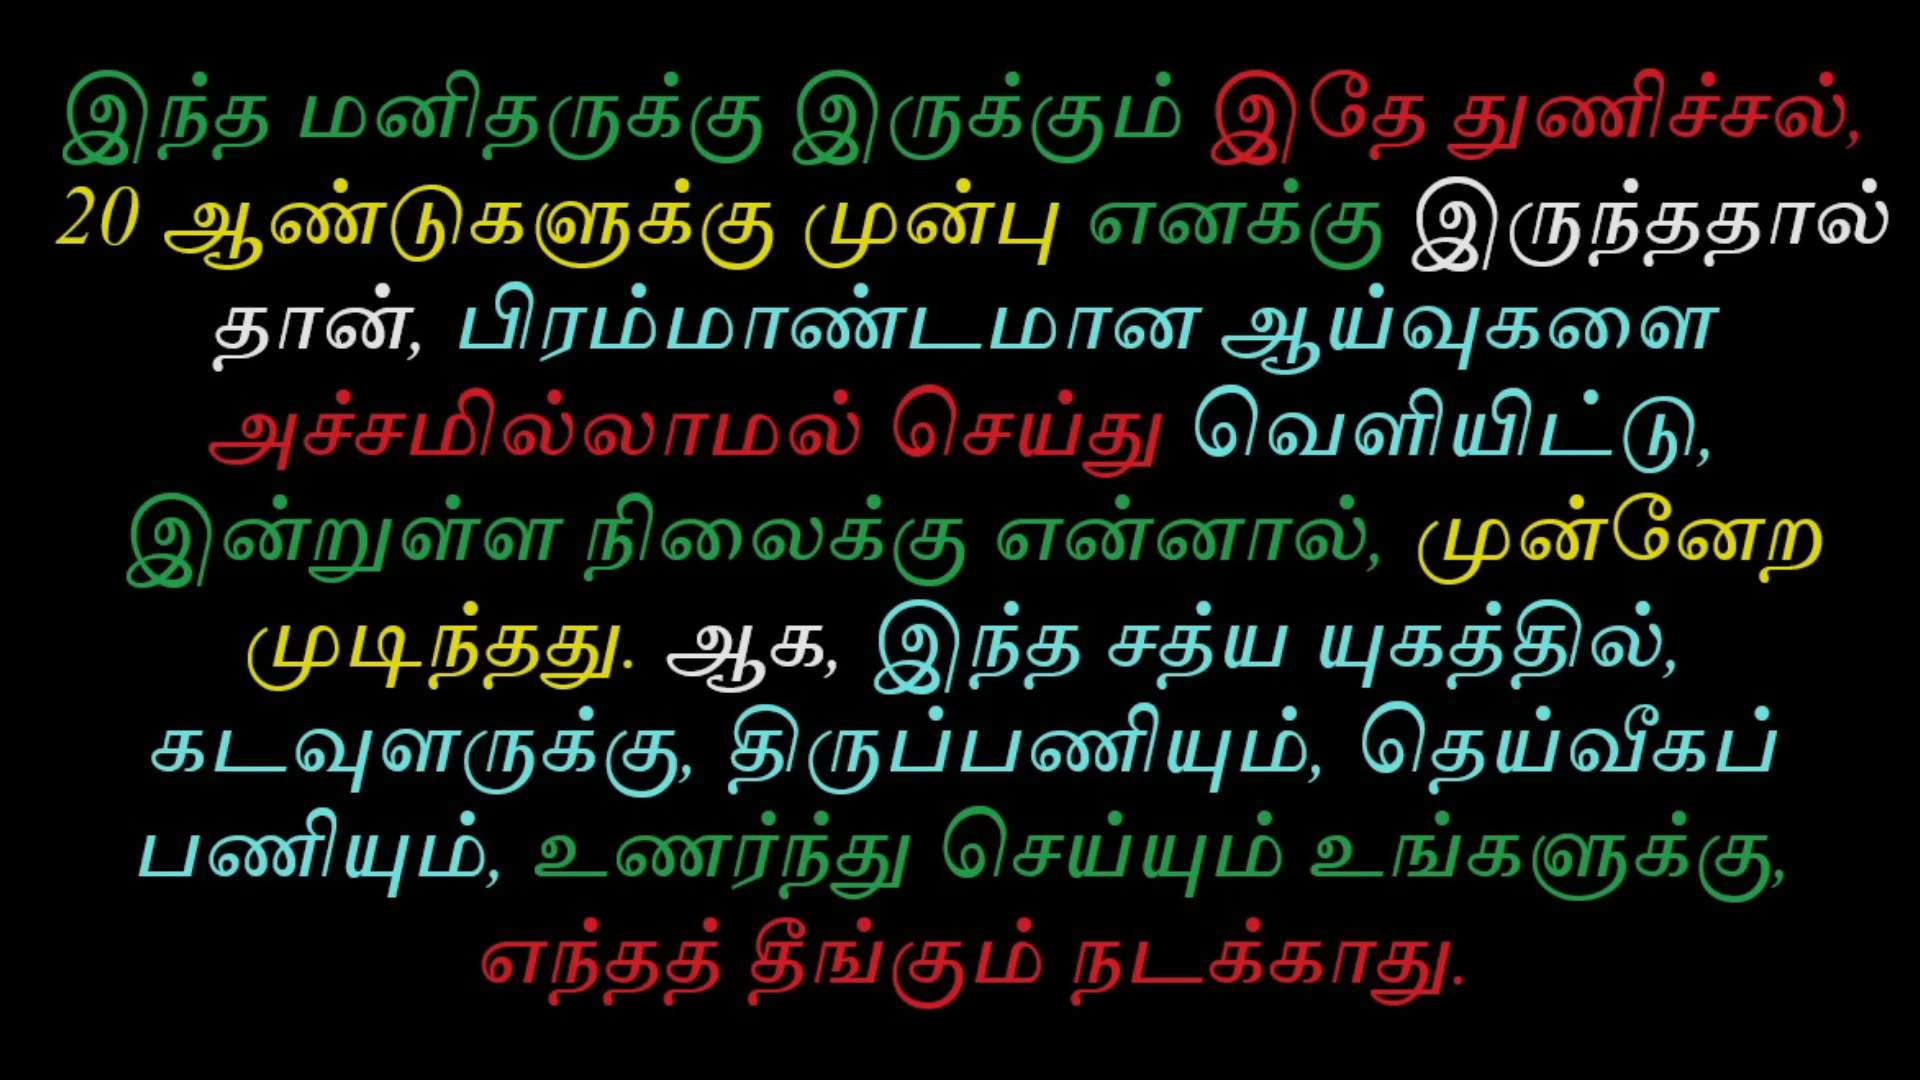 இந்த மனிதருக்கு இருக்கும் இதே துணிச்சல்,
20 ஆண்டுகளுக்கு முன்பு எனக்கு இருந்ததால்
தான், பிரம்மாண்டமான ஆய்வுகளை
அச்சமில்லாமல் செய்து வெளியிட்டு,
இன்றுள்ள நிலைக்கு என்னால், முன்னேற
முடிந்தது. ஆக, இந்த சத்ய யுகத்தில்,
கடவுளருக்கு, திருப்பணியும், தெய்வீகப்
பணியும், உணர்ந்து செய்யும் உங்களுக்கு,
எந்தத் தீங்கும் நடக்காது.